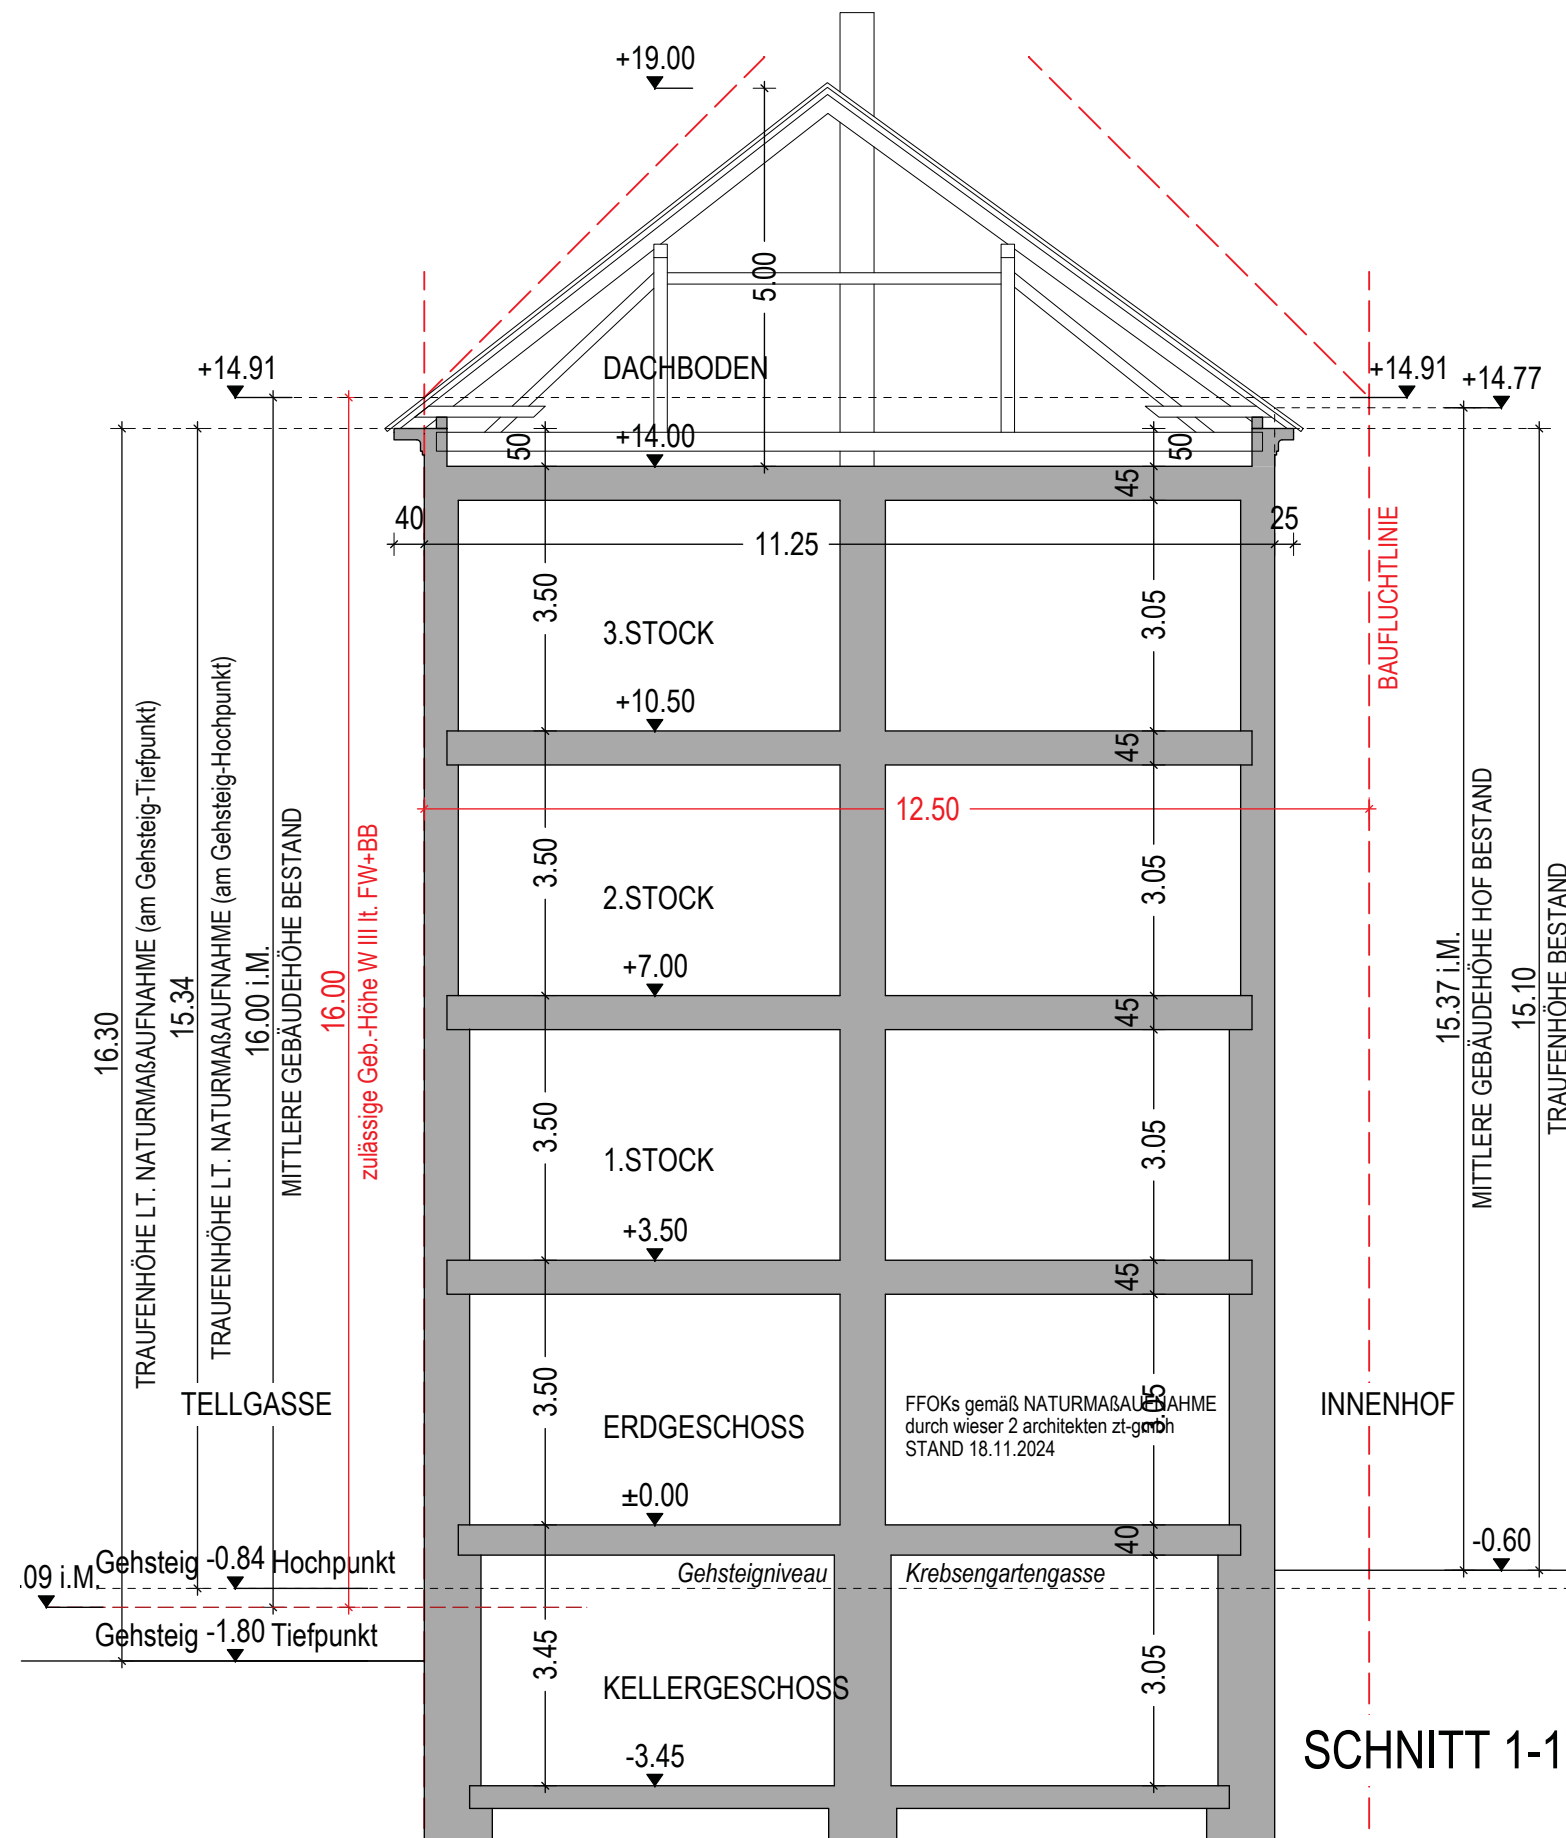 +19.00
5.00
DACHBODEN
+14.91
+14.91
+14.77
50
+14.00
50
45
40
11.25
25
BAUFLUCHTLINIE
3.50
3.STOCK
3.05
+10.50
45
12.50
3.50
2.STOCK
3.05
+7.00
45
16.30
TRAUFENHÖHE LT. NATURMAßAUFNAHME (am Gehsteig-Tiefpunkt)
15.34
TRAUFENHÖHE LT. NATURMAßAUFNAHME (am Gehsteig-Hochpunkt)
16.00 i.M.
MITTLERE GEBÄUDEHÖHE BESTAND
16.00
zulässige Geb.-Höhe W III lt. FW+BB
15.37 i.M.
MITTLERE GEBÄUDEHÖHE HOF BESTAND
15.10
TRAUFENHÖHE BESTAND
3.50
1.STOCK
3.05
+3.50
45
TELLGASSE
3.50
ERDGESCHOSS
FFOKs gemäß NATURMAßAUFNAHME
durch wieser 2 architekten zt-gmbh
STAND 18.11.2024
3.05
INNENHOF
±0.00
40
-0.60
Gehsteig -0.84 Hochpunkt
Gehsteigniveau Krebsengartengasse
.09 i.M.
Gehsteig -1.80 Tiefpunkt
3.45
KELLERGESCHOSS
3.05
-3.45
SCHNITT 1-1